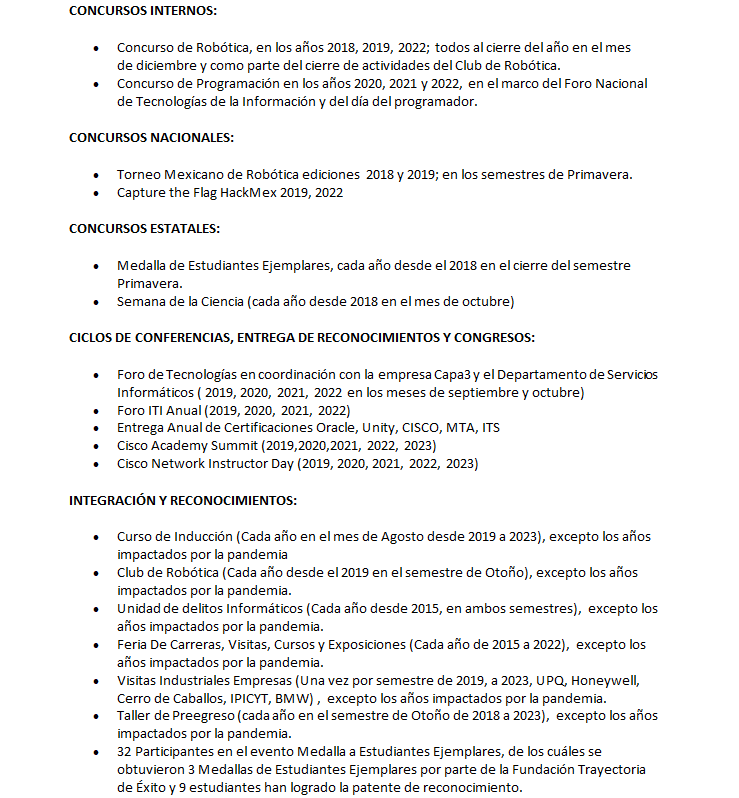 CONCURSOS INTERNOS:
• Concurso de Robótica, en los años 2018, 2019, 2022; todos al cierre del año en el mes
de diciembre y como parte del cierre de actividades del Club de Robótica.
• Concurso de Programación en los años 2020, 2021 y 2022, en el marco del Foro Nacional
de Tecnologías de la Información y del día del programador.
CONCURSOS NACIONALES:
• Torneo Mexicano de Robótica ediciones 2018 y 2019; en los semestres de Primavera.
• Capture the Flag HackMex 2019, 2022
CONCURSOS ESTATALES:
• Medalla de Estudiantes Ejemplares, cada año desde el 2018 en el cierre del semestre
Primavera.
• Semana de la Ciencia (cada año desde 2018 en el mes de octubre)
CICLOS DE CONFERENCIAS, ENTREGA DE RECONOCIMIENTOS Y CONGRESOS:
• Foro de Tecnologías en coordinación con la empresa Capa3 y el Departamento de Servicios
Informáticos ( 2019, 2020, 2021, 2022 en los meses de septiembre y octubre)
• Foro ITI Anual (2019, 2020, 2021, 2022)
• Entrega Anual de Certificaciones Oracle, Unity, CISCO, MTA, ITS
• Cisco Academy Summit (2019,2020,2021, 2022, 2023)
• Cisco Network Instructor Day (2019, 2020, 2021, 2022, 2023)
INTEGRACIÓN Y RECONOCIMIENTOS:
• Curso de Inducción (Cada año en el mes de Agosto desde 2019 a 2023), excepto los años
impactados por la pandemia
• Club de Robótica (Cada año desde el 2019 en el semestre de Otoño), excepto los años
impactados por la pandemia.
• Unidad de delitos Informáticos (Cada año desde 2015, en ambos semestres), excepto los
años impactados por la pandemia.
• Feria De Carreras, Visitas, Cursos y Exposiciones (Cada año de 2015 a 2022), excepto los
años impactados por la pandemia.
• Visitas Industriales Empresas (Una vez por semestre de 2019, a 2023, UPQ, Honeywell,
Cerro de Caballos, IPICYT, BMW) , excepto los años impactados por la pandemia.
• Taller de Preegreso (cada año en el semestre de Otoño de 2018 a 2023), excepto los años
impactados por la pandemia.
• 32 Participantes en el evento Medalla a Estudiantes Ejemplares, de los cuáles se
obtuvieron 3 Medallas de Estudiantes Ejemplares por parte de la Fundación Trayectoria
de Éxito y 9 estudiantes han logrado la patente de reconocimiento.